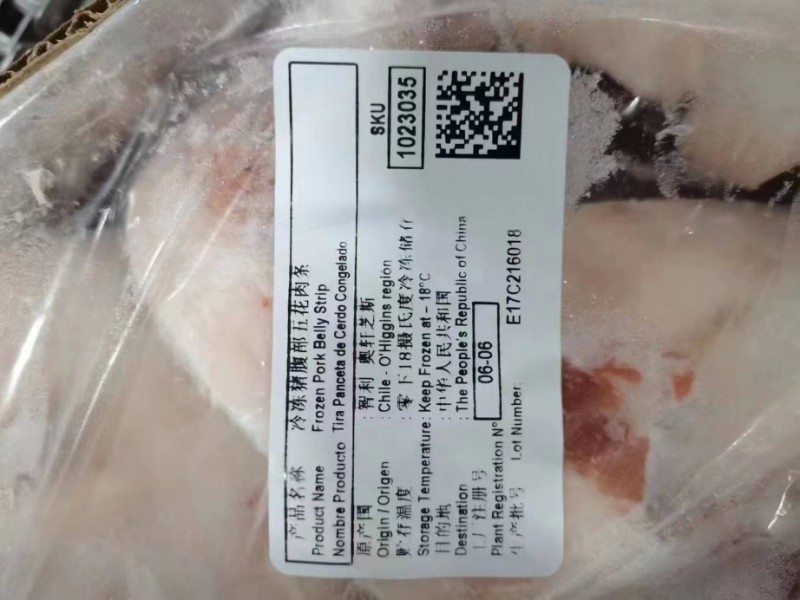 产品名称 冷冻猪腹部五花肉条
Product Name Frozen Pork Belly Strip
Nombre Producto Tira Panceta de Cerdo Congelado
原产国 : 智利 奥轩芝斯
Origin / Origen : Chile - O'Higgins región
贮存温度 : 零下18摄氏度冷冻储存
Storage Temperature : Keep Frozen at – 18°C
目的地 : 中华人民共和国
Destination : The People's Republic of China
工厂注册号
Plant Registration N° 06-06
生产批号 Lot Number: E17C216018
SKU
1023035